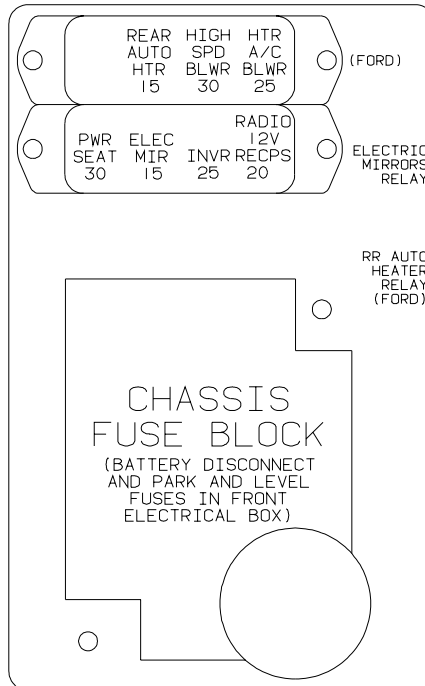 REAR HIGH HTR
AUTO SPD A/C
HTR BLWR BLWR
15 30 25
(FORD)
RADIO
PWR ELEC 12V
SEAT MIR INVR RECPS
30 15 25 20
ELECTRIC
MIRRORS
RELAY
RR AUTO
HEATER
RELAY
(FORD)
CHASSIS
FUSE BLOCK
(BATTERY DISCONNECT
AND PARK AND LEVEL
FUSES IN FRONT
ELECTRICAL BOX)